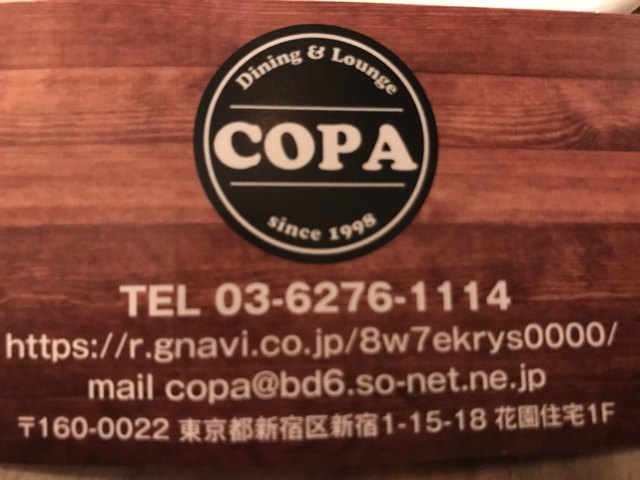 Dining & Lounge
COPA
since 1998
TEL 03-6276-1114
https://r.gnavi.co.jp/8w7ekrys0000/
mail copa@bd6.so-net.ne.jp
〒160-0022 東京都新宿区新宿1-15-18 花園住宅1F